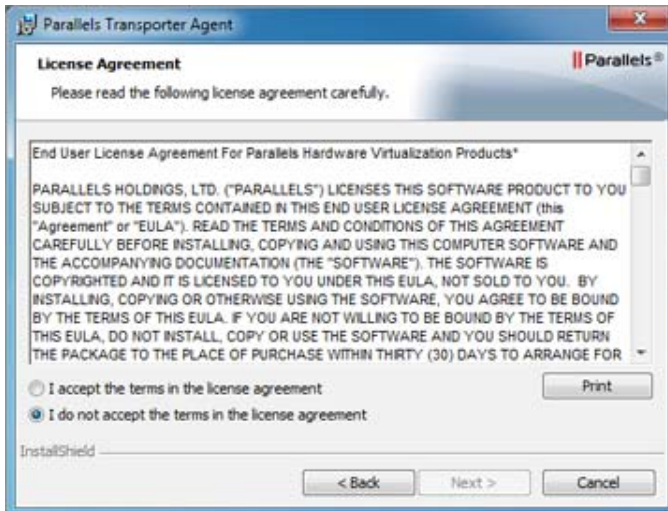 Parallels Transporter Agent
License Agreement
Parallels®
Please read the following license agreement carefully.
End User License Agreement For Parallels Hardware Virtualization Products*
PARALLELS HOLDINGS, LTD. ("PARALLELS") LICENSES THIS SOFTWARE PRODUCT TO YOU
SUBJECT TO THE TERMS CONTAINED IN THIS END USER LICENSE AGREEMENT (this
"Agreement" or "EULA"). READ THE TERMS AND CONDITIONS OF THIS AGREEMENT
CAREFULLY BEFORE INSTALLING, COPYING AND USING THIS COMPUTER SOFTWARE AND
THE ACCOMPANYING DOCUMENTATION (THE "SOFTWARE"). THE SOFTWARE IS
COPYRIGHTED AND IT IS LICENSED TO YOU UNDER THIS EULA, NOT SOLD TO YOU. BY
INSTALLING, COPYING OR OTHERWISE USING THE SOFTWARE, YOU AGREE TO BE BOUND
BY THE TERMS OF THIS EULA. IF YOU ARE NOT WILLING TO BE BOUND BY THE TERMS OF
THIS EULA, DO NOT INSTALL, COPY OR USE THE SOFTWARE AND YOU SHOULD RETURN
THE PACKAGE TO THE PLACE OF PURCHASE WITHIN THIRTY (30) DAYS TO ARRANGE FOR
I accept the terms in the license agreement
Print
I do not accept the terms in the license agreement
InstallShield
< Back
Next >
Cancel